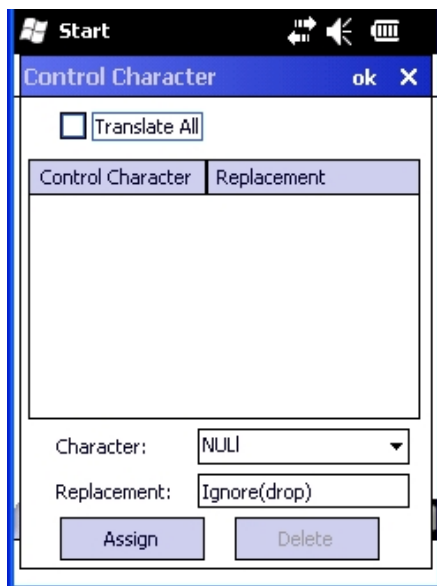 Start
Control Character ok X
Translate All
Control Character Replacement
Character: NULl
Replacement: Ignore(drop)
Assign Delete